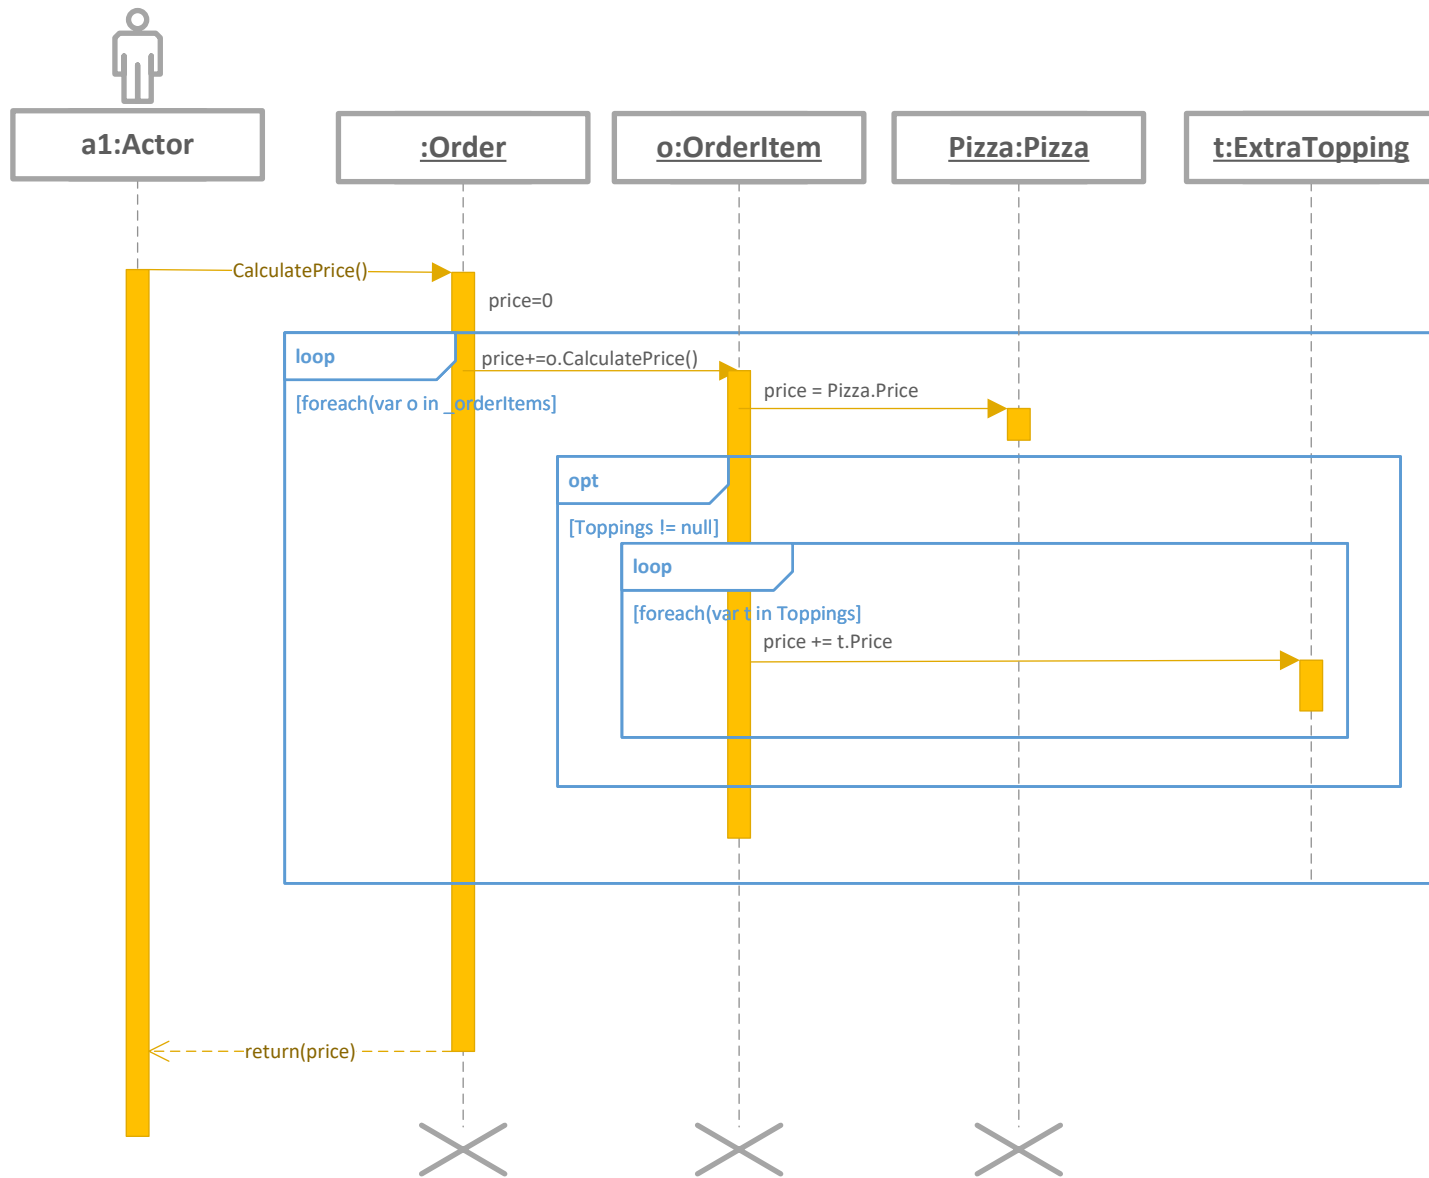 a1:Actor
:Order
o:OrderItem
Pizza:Pizza
t:ExtraTopping
CalculatePrice()
price=0
loop
price+=o.CalculatePrice()
[foreach(var o in _orderItems]
price = Pizza.Price
opt
[Toppings != null]
loop
[foreach(var t in Toppings]
price += t.Price
return(price)